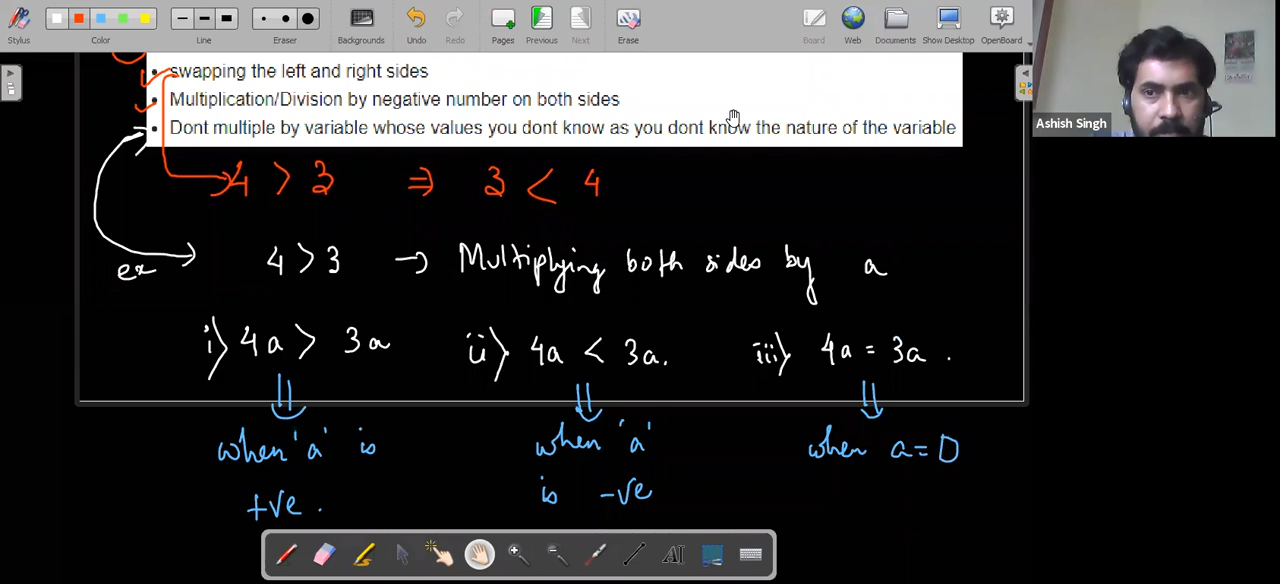 Stylus Color Line Eraser Backgrounds Undo Redo Pages Previous Next Erase Board Web Documents Show Desktop OpenBoard
• swapping the left and right sides
• Multiplication/Division by negative number on both sides
• Dont multiple by variable whose values you dont know as you dont know the nature of the variable
Ashish Singh
4 > 3 ⇒ 3 < 4
ex 4 > 3 → Multiplying both sides by a
i) 4a > 3a ii) 4a < 3a. iii) 4a = 3a .
when 'a' is when 'a' when a = 0
+ve . is -ve
AI